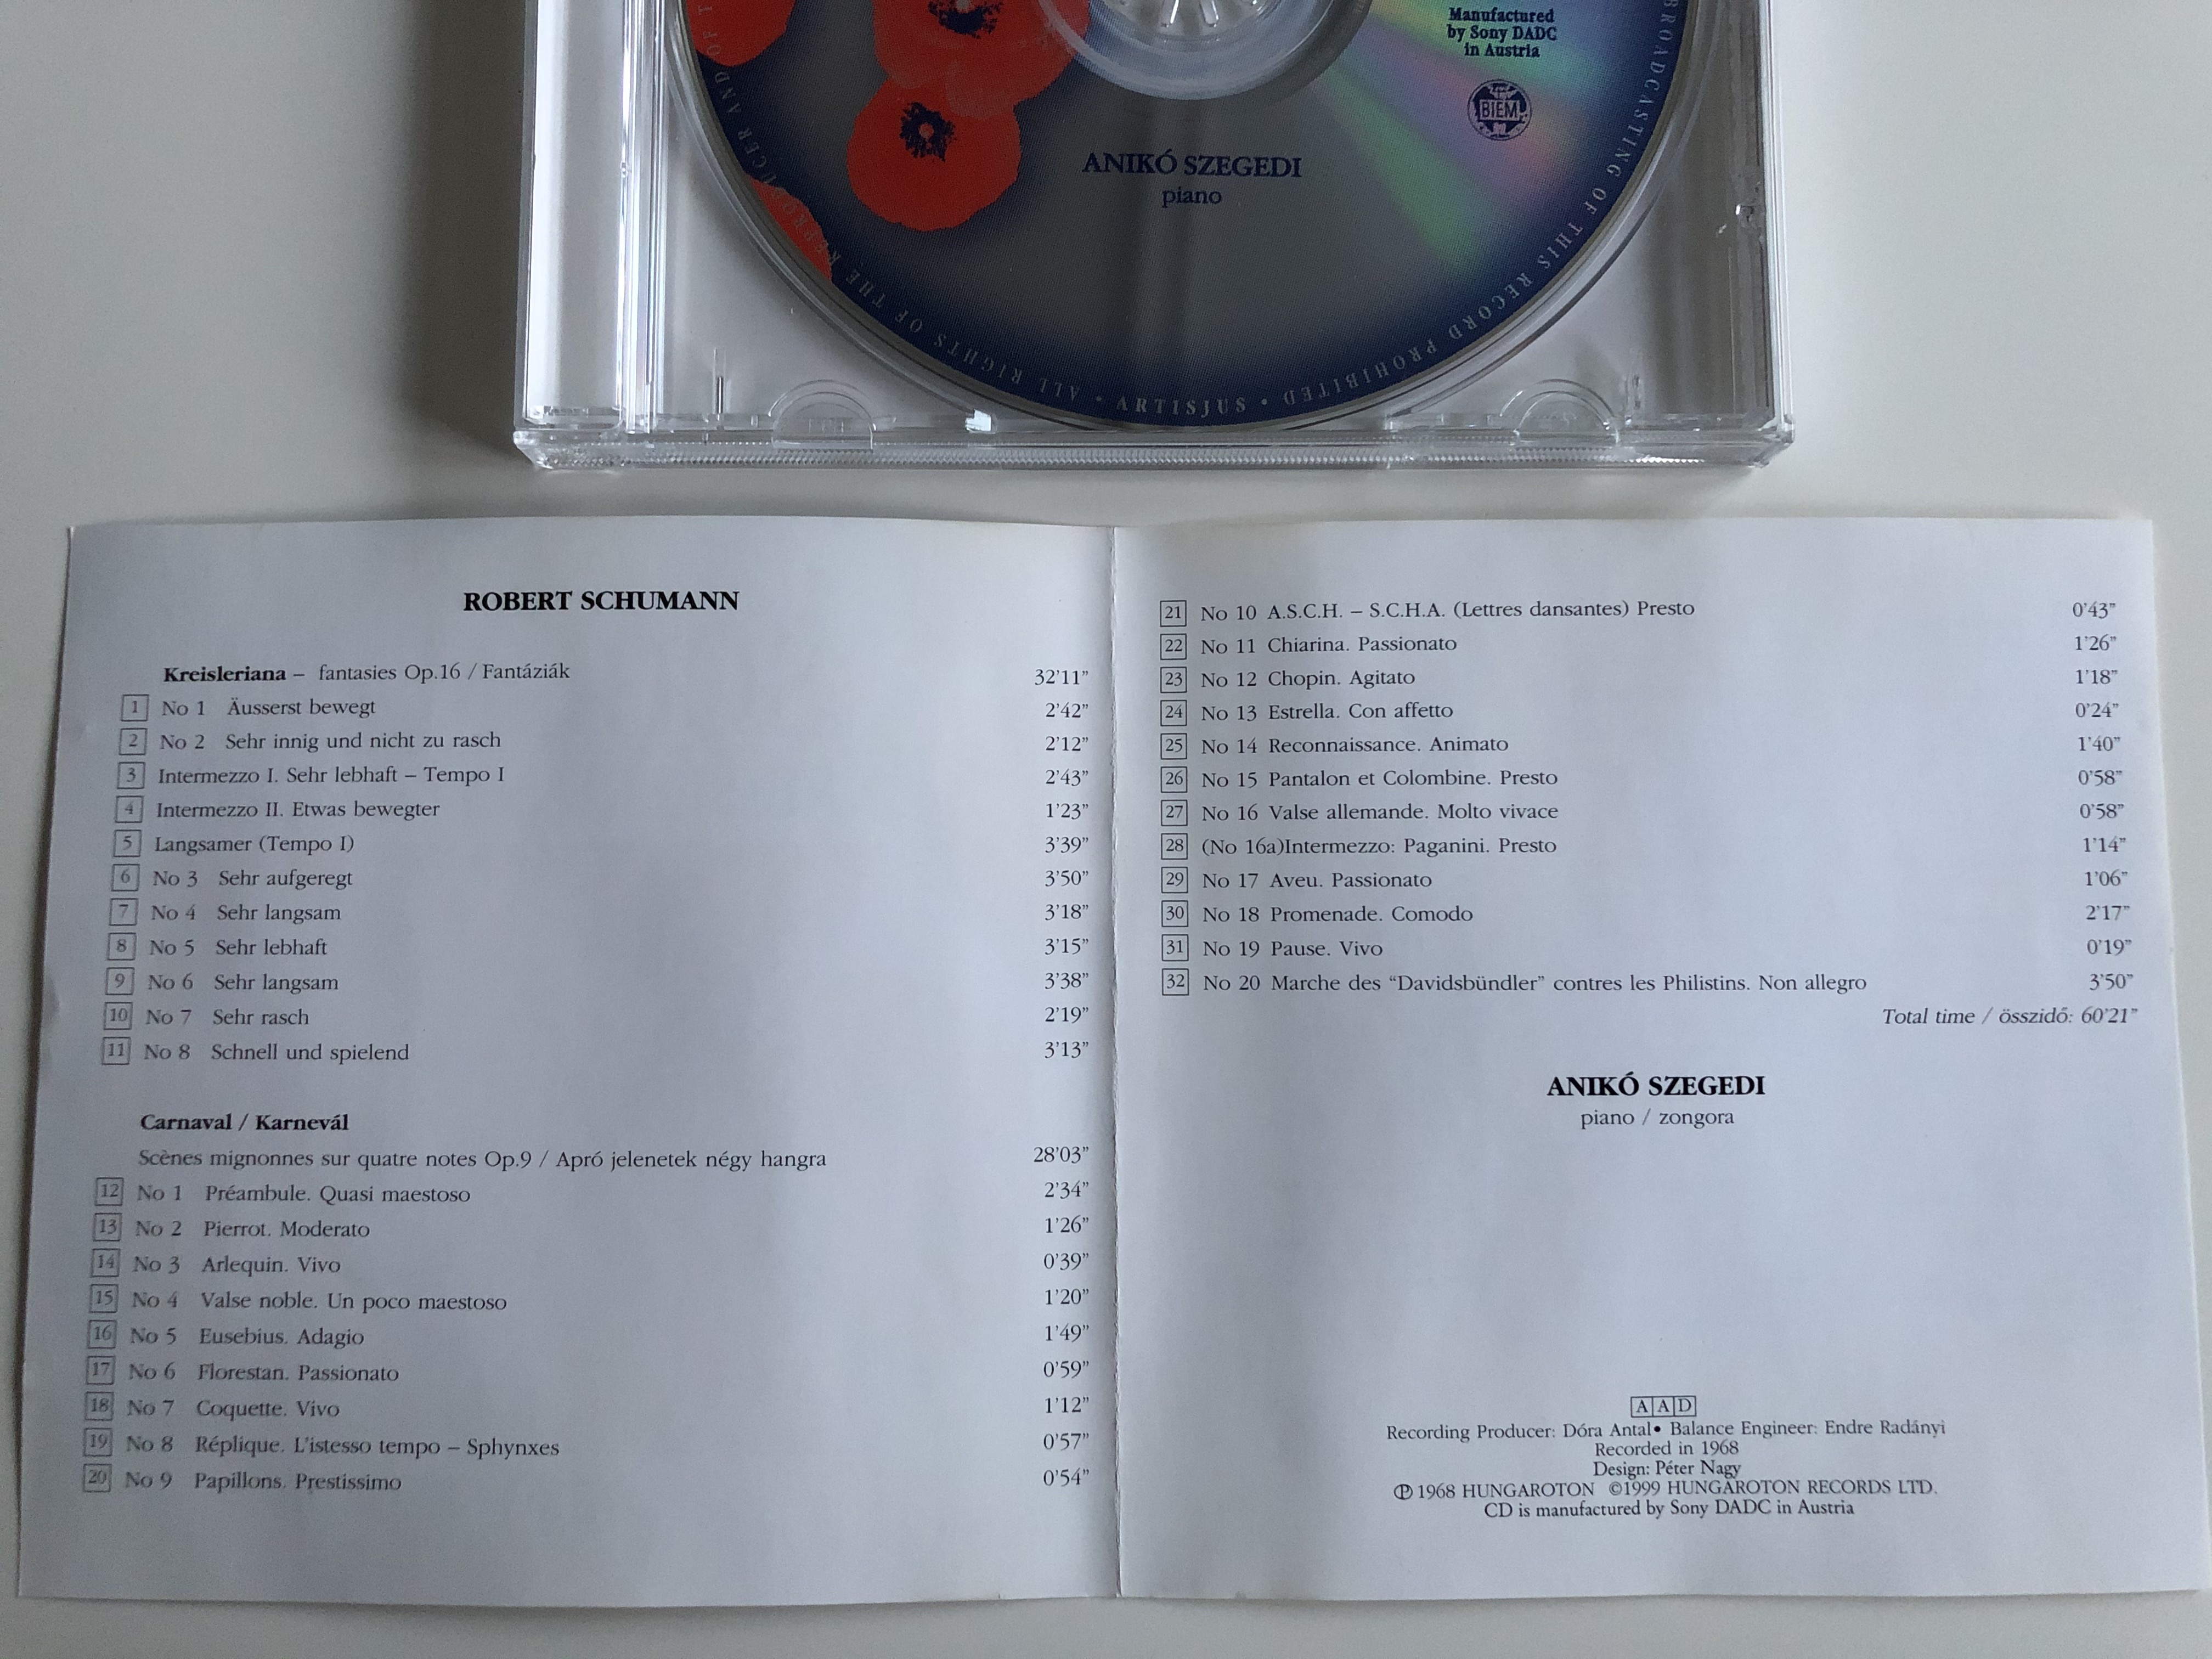 Manufactured
by Sony DADC
in Austria
BIEM
ANIKÓ SZEGEDI
piano
ALL RIGHTS OF THE • ARTISJUS • BROADCASTING OF THIS RECORD PROHIBITED
ROBERT SCHUMANN
Kreisleriana – fantasies Op.16 / Fantáziák 32'11"
1 No 1 Äusserst bewegt 2'42"
2 No 2 Sehr innig und nicht zu rasch 2'12"
3 Intermezzo I. Sehr lebhaft – Tempo I 2'43"
4 Intermezzo II. Etwas bewegter 1'23"
5 Langsamer (Tempo I) 3'39"
6 No 3 Sehr aufgeregt 3'50"
7 No 4 Sehr langsam 3'18"
8 No 5 Sehr lebhaft 3'15"
9 No 6 Sehr langsam 3'38"
10 No 7 Sehr rasch 2'19"
11 No 8 Schnell und spielend 3'13"
Carnaval / Karnevál
Scènes mignonnes sur quatre notes Op.9 / Apró jelenetek négy hangra 28'03"
12 No 1 Préambule. Quasi maestoso 2'34"
13 No 2 Pierrot. Moderato 1'26"
14 No 3 Arlequin. Vivo 0'39"
15 No 4 Valse noble. Un poco maestoso 1'20"
16 No 5 Eusebius. Adagio 1'49"
17 No 6 Florestan. Passionato 0'59"
18 No 7 Coquette. Vivo 1'12"
19 No 8 Réplique. L'istesso tempo – Sphynxes 0'57"
20 No 9 Papillons. Prestissimo 0'54"
21 No 10 A.S.C.H. – S.C.H.A. (Lettres dansantes) Presto 0'43"
22 No 11 Chiarina. Passionato 1'26"
23 No 12 Chopin. Agitato 1'18"
24 No 13 Estrella. Con affetto 0'24"
25 No 14 Reconnaissance. Animato 1'40"
26 No 15 Pantalon et Colombine. Presto 0'58"
27 No 16 Valse allemande. Molto vivace 0'58"
28 (No 16a)Intermezzo: Paganini. Presto 1'14"
29 No 17 Aveu. Passionato 1'06"
30 No 18 Promenade. Comodo 2'17"
31 No 19 Pause. Vivo 0'19"
32 No 20 Marche des "Davidsbündler" contres les Philistins. Non allegro 3'50"
Total time / összidő: 60'21"
ANIKÓ SZEGEDI
piano / zongora
AAD
Recording Producer: Dóra Antal• Balance Engineer: Endre Radányi
Recorded in 1968
Design: Péter Nagy
℗ 1968 HUNGAROTON ©1999 HUNGAROTON RECORDS LTD.
CD is manufactured by Sony DADC in Austria